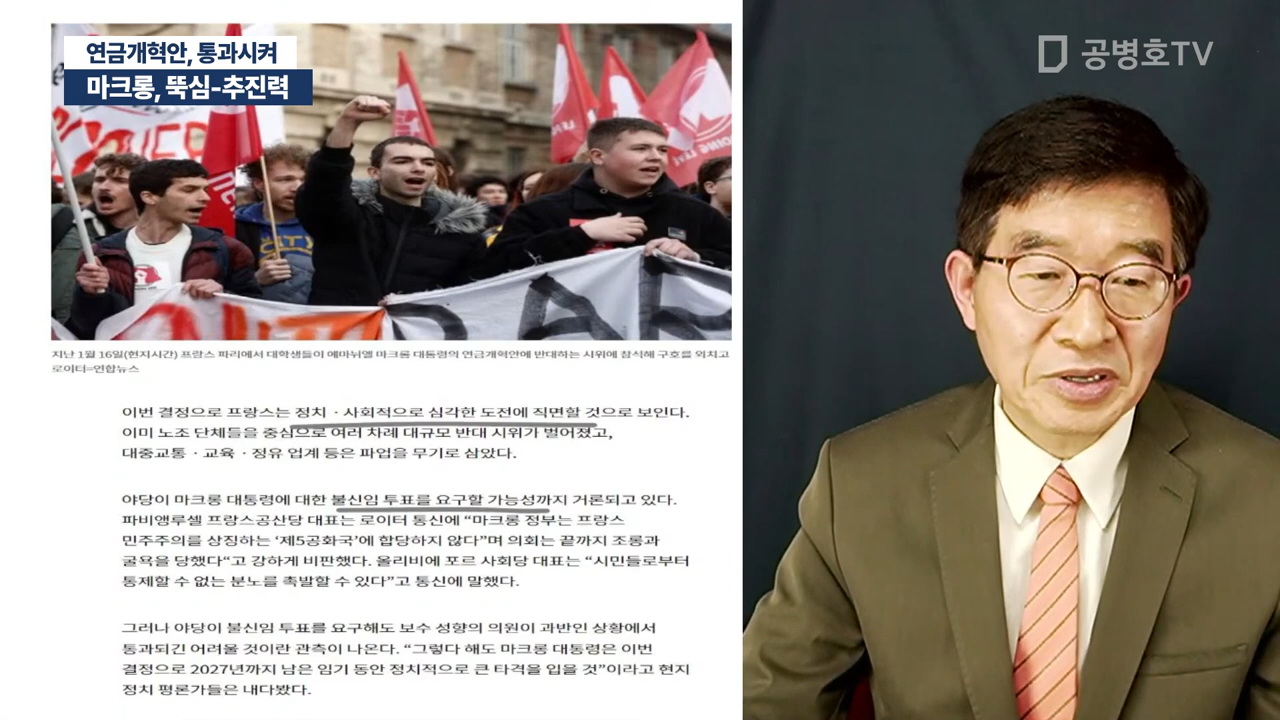 연금개혁안, 통과시켜
마크롱, 뚝심-추진력
공병호TV
지난 1월 16일(현지시간) 프랑스 파리에서 대학생들이 에마뉘엘 마크롱 대통령의 연금개혁안에 반대하는 시위에 참석해 구호를 외치고
로이터=연합뉴스
이번 결정으로 프랑스는 정치ㆍ사회적으로 심각한 도전에 직면할 것으로 보인다.
이미 노조 단체들을 중심으로 여러 차례 대규모 반대 시위가 벌어졌고,
대중교통ㆍ교육ㆍ정유 업계 등은 파업을 무기로 삼았다.
야당이 마크롱 대통령에 대한 불신임 투표를 요구할 가능성까지 거론되고 있다.
파비앵루셀 프랑스공산당 대표는 로이터 통신에 “마크롱 정부는 프랑스
민주주의를 상징하는 ‘제5공화국’에 합당하지 않다”며 의회는 끝까지 조롱과
굴욕을 당했다“고 강하게 비판했다. 올리비에 포르 사회당 대표는 “시민들로부터
통제할 수 없는 분노를 촉발할 수 있다”고 통신에 말했다.
그러나 야당이 불신임 투표를 요구해도 보수 성향의 의원이 과반인 상황에서
통과되긴 어려울 것이란 관측이 나온다. “그렇다 해도 마크롱 대통령은 이번
결정으로 2027년까지 남은 임기 동안 정치적으로 큰 타격을 입을 것”이라고 현지
정치 평론가들은 내다봤다.